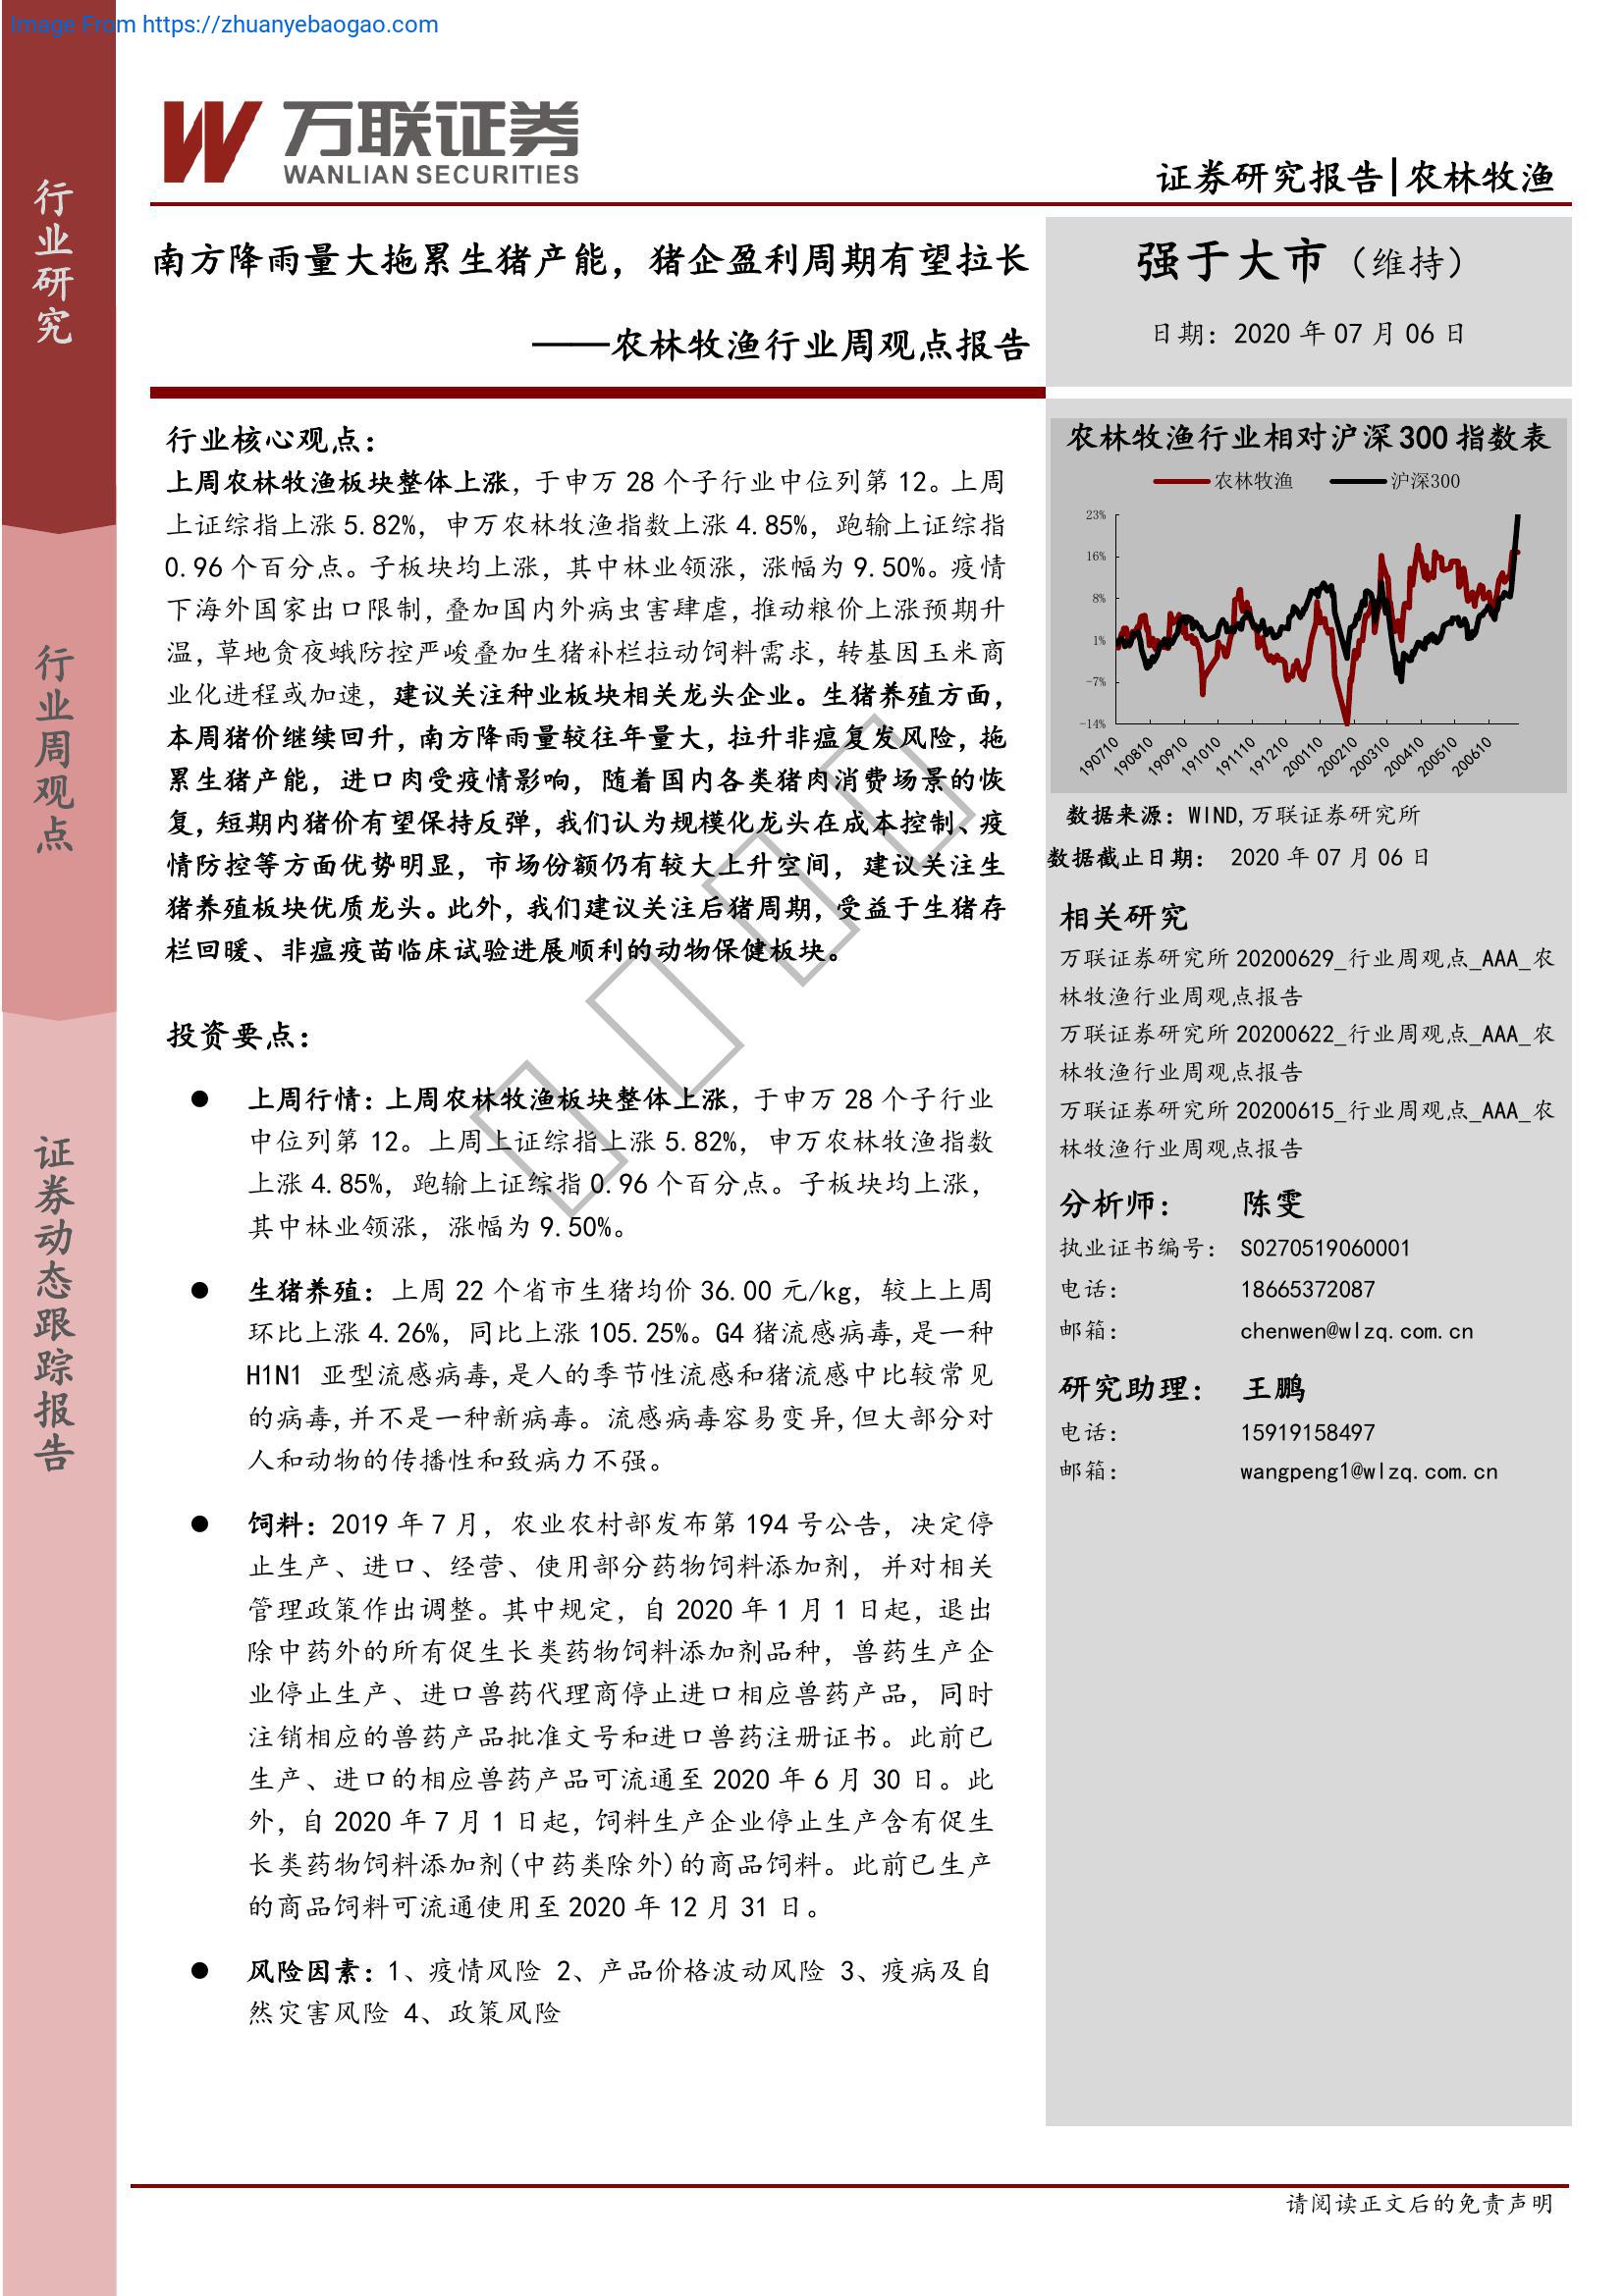 Image From https://zhuanyebaogao.com
万联证券
WANLIAN SECURITIES
证券研究报告|农林牧渔
行业研究
行业周观点
证券动态跟踪报告
南方降雨量大拖累生猪产能，猪企盈利周期有望拉长
——农林牧渔行业周观点报告
强于大市（维持）
日期：2020 年 07 月 06 日
行业核心观点：
上周农林牧渔板块整体上涨，于申万 28 个子行业中位列第 12。上周
上证综指上涨 5.82%，申万农林牧渔指数上涨 4.85%，跑输上证综指
0.96 个百分点。子板块均上涨，其中林业领涨，涨幅为 9.50%。疫情
下海外国家出口限制，叠加国内外病虫害肆虐，推动粮价上涨预期升
温，草地贪夜蛾防控严峻叠加生猪补栏拉动饲料需求，转基因玉米商
业化进程或加速，建议关注种业板块相关龙头企业。生猪养殖方面，
本周猪价继续回升，南方降雨量较往年量大，拉升非瘟复发风险，拖
累生猪产能，进口肉受疫情影响，随着国内各类猪肉消费场景的恢
复，短期内猪价有望保持反弹，我们认为规模化龙头在成本控制、疫
情防控等方面优势明显，市场份额仍有较大上升空间，建议关注生
猪养殖板块优质龙头。此外，我们建议关注后猪周期，受益于生猪存
栏回暖、非瘟疫苗临床试验进展顺利的动物保健板块。
投资要点：
● 上周行情：上周农林牧渔板块整体上涨，于申万 28 个子行业
中位列第 12。上周上证综指上涨 5.82%，申万农林牧渔指数
上涨 4.85%，跑输上证综指 0.96 个百分点。子板块均上涨，
其中林业领涨，涨幅为 9.50%。
● 生猪养殖：上周 22 个省市生猪均价 36.00 元/kg，较上上周
环比上涨 4.26%，同比上涨 105.25%。G4 猪流感病毒,是一种
H1N1 亚型流感病毒,是人的季节性流感和猪流感中比较常见
的病毒,并不是一种新病毒。流感病毒容易变异,但大部分对
人和动物的传播性和致病力不强。
● 饲料：2019 年 7 月，农业农村部发布第 194 号公告，决定停
止生产、进口、经营、使用部分药物饲料添加剂，并对相关
管理政策作出调整。其中规定，自 2020 年 1 月 1 日起，退出
除中药外的所有促生长类药物饲料添加剂品种，兽药生产企
业停止生产、进口兽药代理商停止进口相应兽药产品，同时
注销相应的兽药产品批准文号和进口兽药注册证书。此前已
生产、进口的相应兽药产品可流通至 2020 年 6 月 30 日。此
外，自 2020 年 7 月 1 日起，饲料生产企业停止生产含有促生
长类药物饲料添加剂(中药类除外)的商品饲料。此前已生产
的商品饲料可流通使用至 2020 年 12 月 31 日。
● 风险因素：1、疫情风险 2、产品价格波动风险 3、疫病及自
然灾害风险 4、政策风险
农林牧渔行业相对沪深 300 指数表
农林牧渔 沪深300
23%
16%
8%
1%
-7%
-14%
190710 190810 190910 191010 191110 191210 200110 200210 200310 200410 200510 200610
数据来源：WIND,万联证券研究所
数据截止日期： 2020 年 07 月 06 日
相关研究
万联证券研究所 20200629_行业周观点_AAA_农
林牧渔行业周观点报告
万联证券研究所 20200622_行业周观点_AAA_农
林牧渔行业周观点报告
万联证券研究所 20200615_行业周观点_AAA_农
林牧渔行业周观点报告
分析师： 陈雯
执业证书编号： S0270519060001
电话： 18665372087
邮箱： chenwen@wlzq.com.cn
研究助理： 王鹏
电话： 15919158497
邮箱： wangpeng1@wlzq.com.cn
请阅读正文后的免责声明